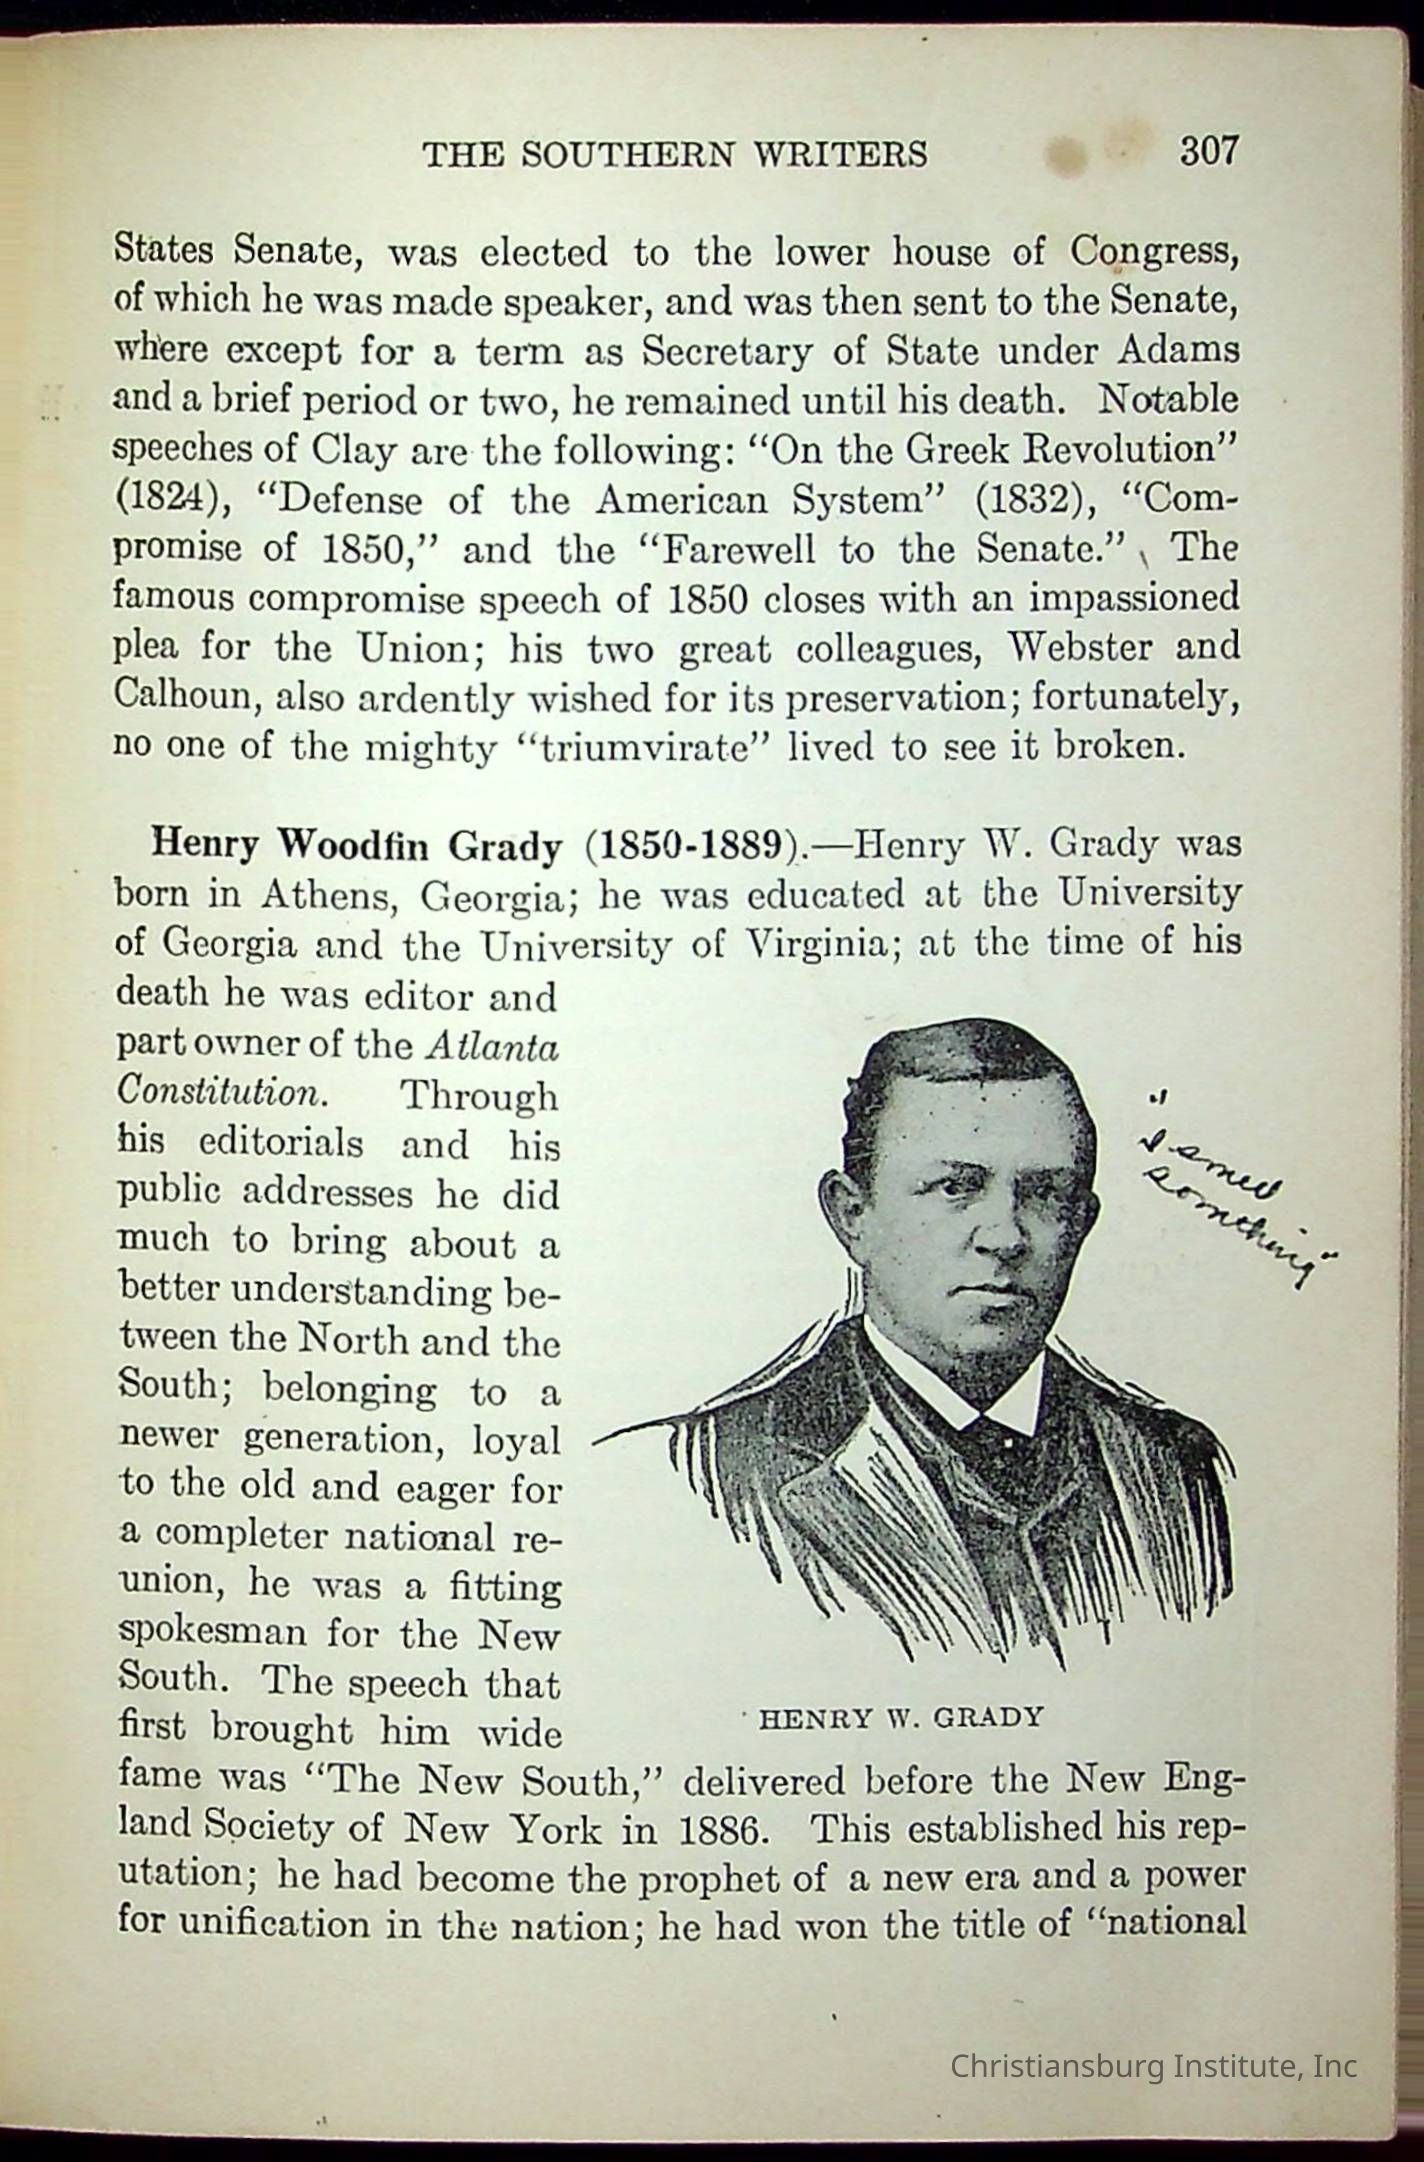 THE SOUTHERN WRITERS 307
States Senate, was elected to the lower house of Congress,
of which he was made speaker, and was then sent to the Senate,
where except for a term as Secretary of State under Adams
and a brief period or two, he remained until his death. Notable
speeches of Clay are the following: “On the Greek Revolution”
(1824), “Defense of the American System” (1832), “Com-
promise of 1850,” and the “Farewell to the Senate.” The
famous compromise speech of 1850 closes with an impassioned
plea for the Union; his two great colleagues, Webster and
Calhoun, also ardently wished for its preservation; fortunately,
no one of the mighty “triumvirate” lived to see it broken.
Henry Woodfin Grady (1850-1889).—Henry W. Grady was
born in Athens, Georgia; he was educated at the University
of Georgia and the University of Virginia; at the time of his
death he was editor and
part owner of the Atlanta
Constitution. Through
his editorials and his
public addresses he did
much to bring about a
better understanding be-
tween the North and the
South; belonging to a
newer generation, loyal
to the old and eager for
a completer national re-
union, he was a fitting
spokesman for the New
South. The speech that
first brought him wide
"I
something"
HENRY W. GRADY
fame was “The New South,” delivered before the New Eng-
land Society of New York in 1886. This established his rep-
utation; he had become the prophet of a new era and a power
for unification in the nation; he had won the title of “national
Christiansburg Institute, Inc